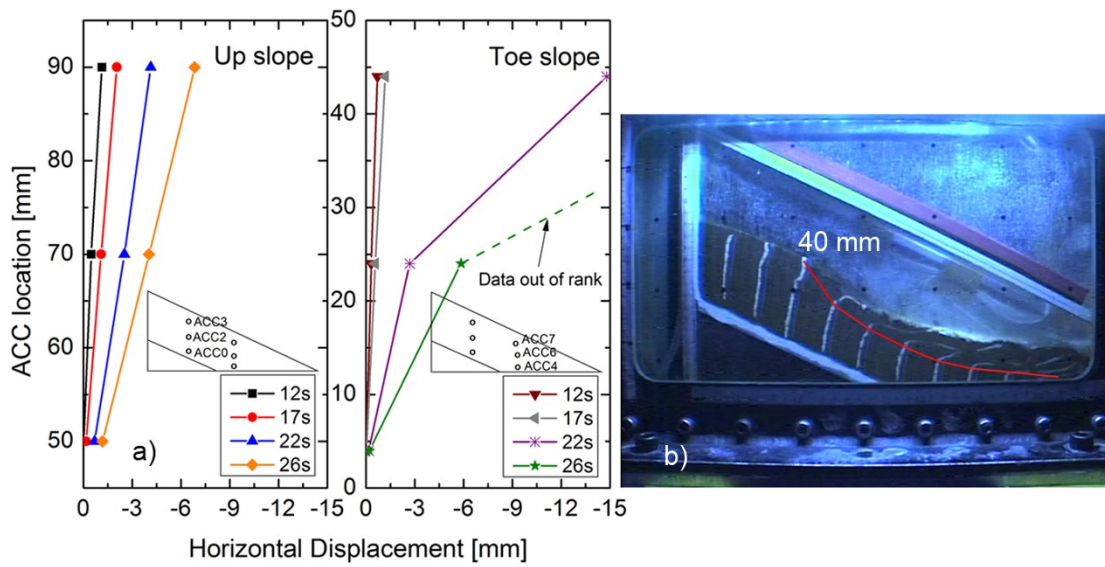 Up slope
Toe slope
ACC location [mm]
90
80
70
60
50
50
40
30
20
10
0
ACC3
ACC2
ACC0
ACC7
ACC6
ACC4
Data out of rank
12s
17s
22s
26s
12s
17s
22s
26s
a)
0 -3 -6 -9 -12 -15
0 -3 -6 -9 -12 -15
Horizontal Displacement [mm]
40 mm
b)